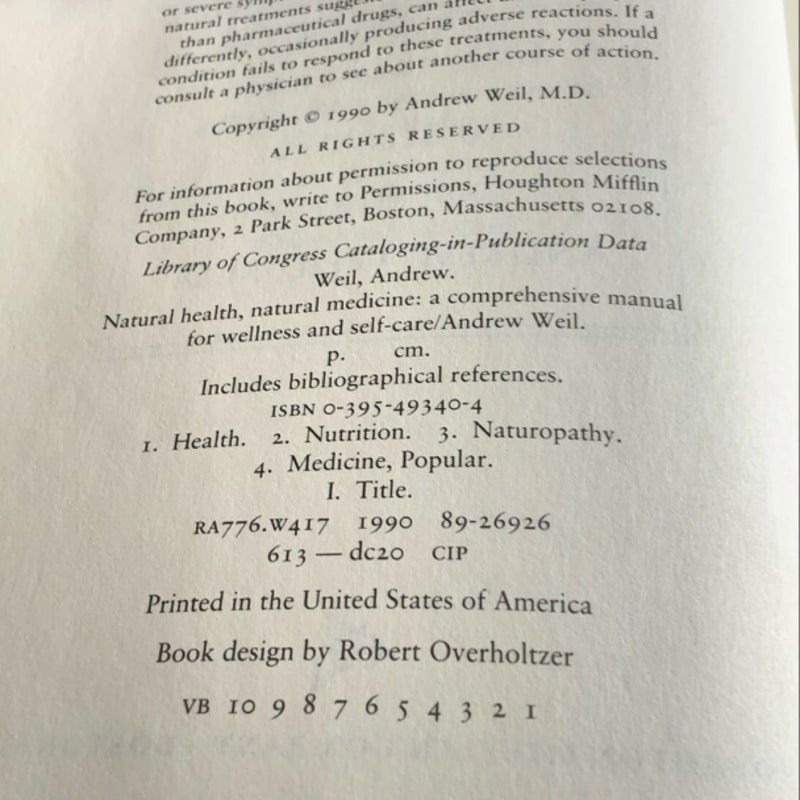 or severe
natural treatments
than pharmaceutical drugs, can affect
differently, occasionally producing adverse reactions. If a
condition fails to respond to these treatments, you should
consult a physician to see about another course of action.
Copyright © 1990 by Andrew Weil, M.D.
ALL RIGHTS RESERVED
For information about permission to reproduce selections
from this book, write to Permissions, Houghton Mifflin
Company, 2 Park Street, Boston, Massachusetts 02108.
Library of Congress Cataloging-in-Publication Data
Weil, Andrew.
Natural health, natural medicine: a comprehensive manual
for wellness and self-care/Andrew Weil.
p. cm.
Includes bibliographical references.
ISBN 0-395-49340-4
1. Health. 2. Nutrition. 3. Naturopathy.
4. Medicine, Popular.
I. Title.
RA776.W417 1990 89-26926
613 — dc20 CIP
Printed in the United States of America
Book design by Robert Overholtzer
VB 10 9 8 7 6 5 4 3 2 1